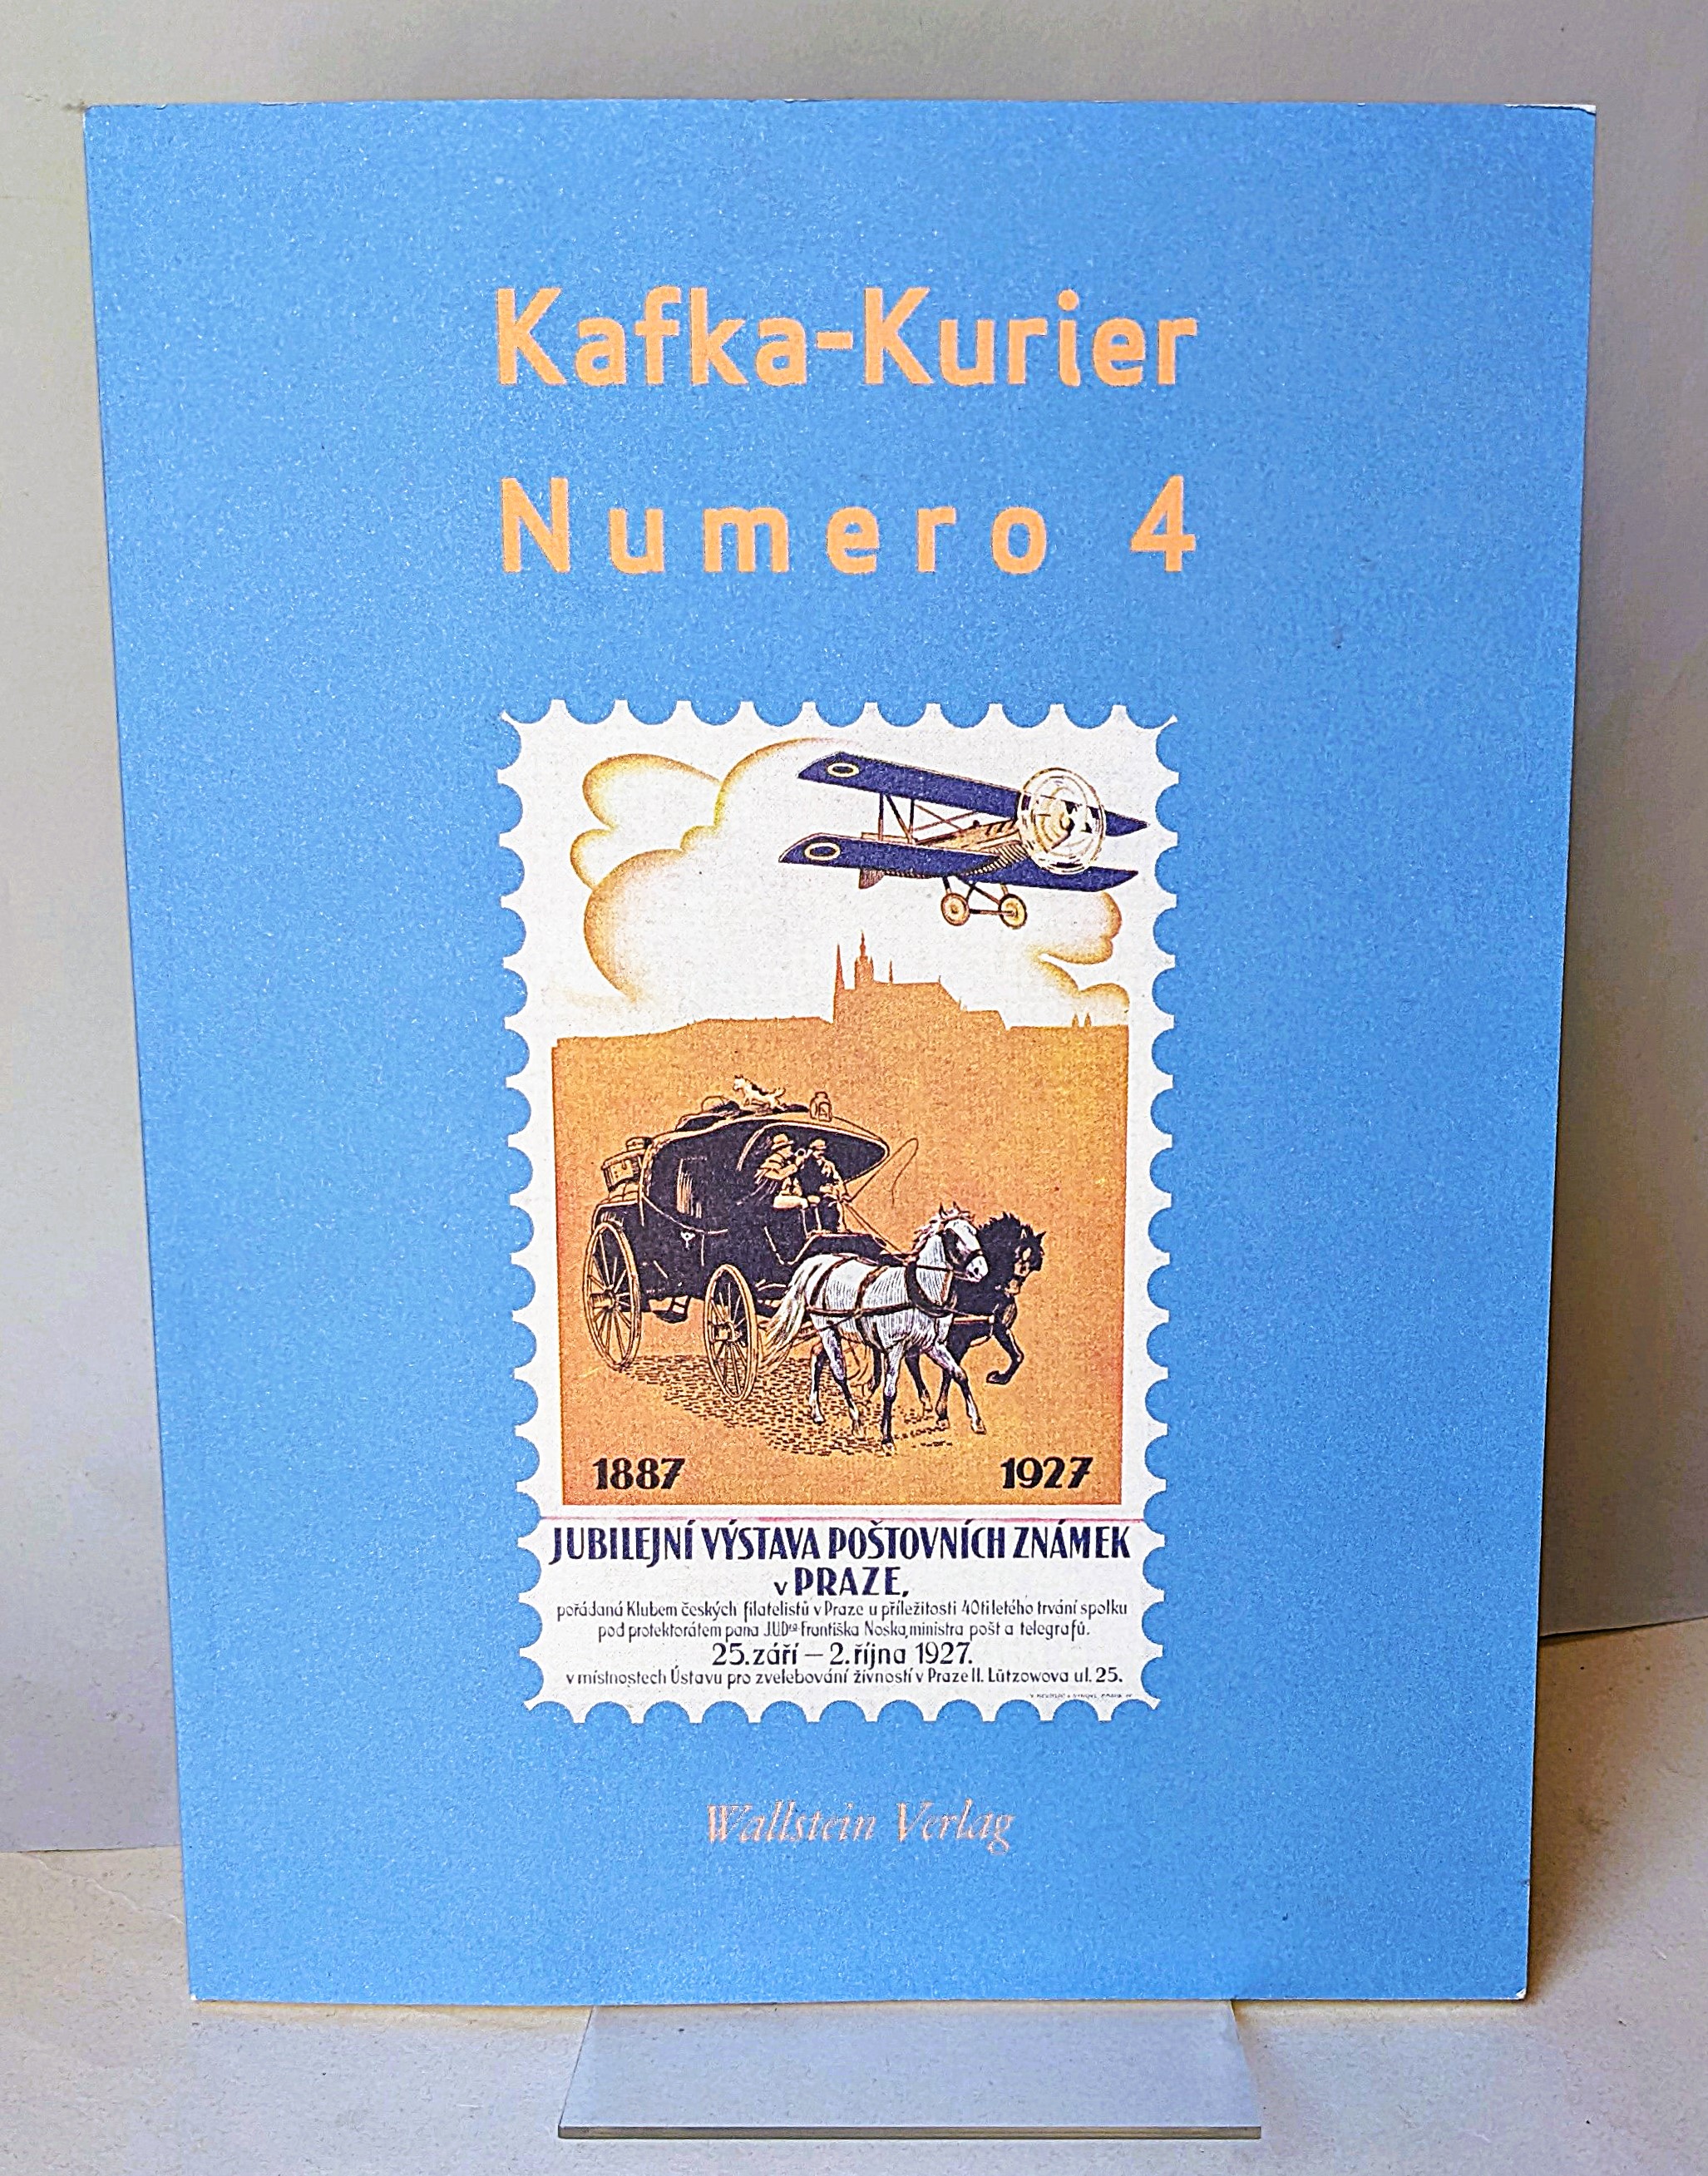 Kafka-Kurier
Numero 4
1887 1927
JUBILEJNÍ VÝSTAVA POŠTOVNÍCH ZNÁMEK
v PRAZE,
pořádaná Klubem českých filatelistů v Praze u příležitosti 40tiletého trvání spolku
pod protektorátem pana JUDra Františka Noska, ministra pošt a telegrafů.
25. září – 2. října 1927.
v místnostech Ústavu pro zvelebování živností v Praze II. Lützowova ul. 25.
Wallstein Verlag